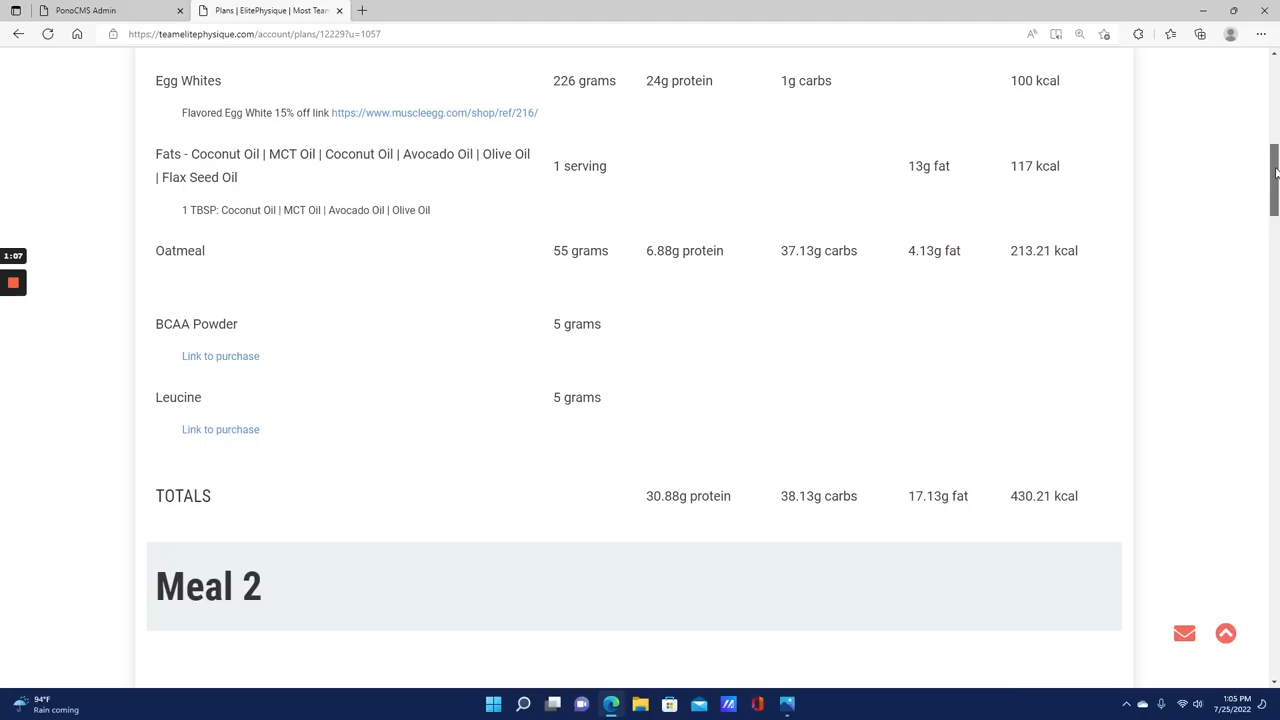 PonoCMS Admin
Plans | ElitePhysique | Most Team
https://teamelitephysique.com/account/plans/12229?u=1057
Egg Whites 226 grams 24g protein 1g carbs 100 kcal
Flavored Egg White 15% off link https://www.muscleegg.com/shop/ref/216/
Fats - Coconut Oil | MCT Oil | Coconut Oil | Avocado Oil | Olive Oil
| Flax Seed Oil
1 serving 13g fat 117 kcal
1 TBSP: Coconut Oil | MCT Oil | Avocado Oil | Olive Oil
1:07
Oatmeal 55 grams 6.88g protein 37.13g carbs 4.13g fat 213.21 kcal
BCAA Powder 5 grams
Link to purchase
Leucine 5 grams
Link to purchase
TOTALS 30.88g protein 38.13g carbs 17.13g fat 430.21 kcal
Meal 2
94°F
Rain coming
1:05 PM
7/25/2022